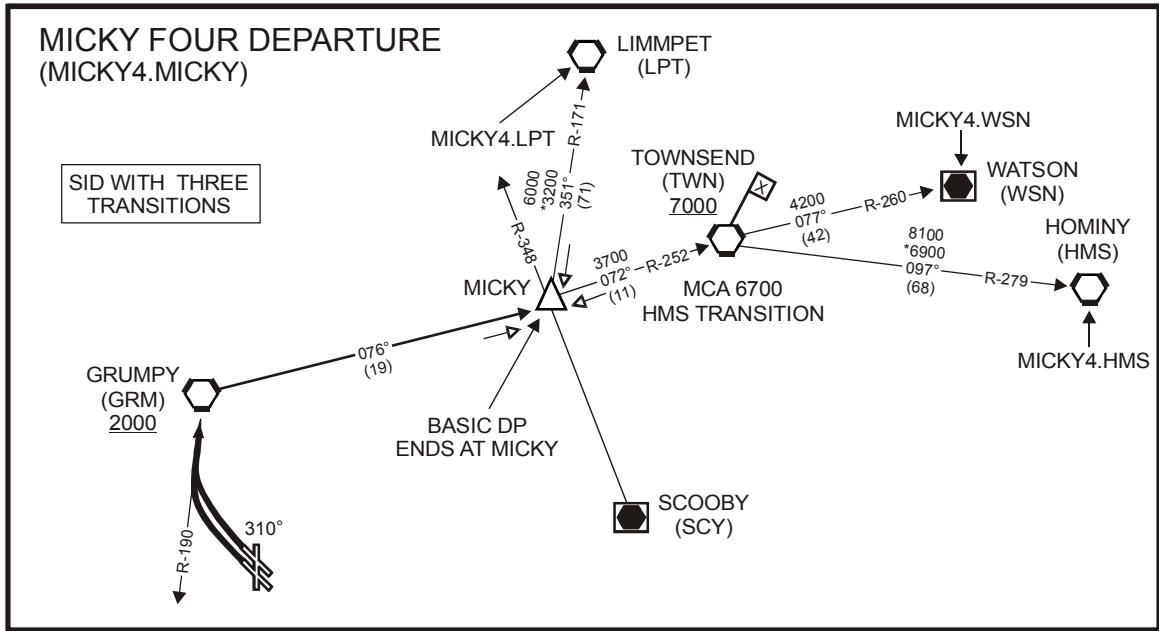 MICKY FOUR DEPARTURE
(MICKY4.MICKY)
SID WITH THREE
TRANSITIONS
LIMMPET
(LPT)
MICKY4.LPT
R-171
6000
*3200
351°
(71)
R-348
MICKY
3700
072°
(11)
R-252
TOWNSEND
(TWN)
7000
X
MCA 6700
HMS TRANSITION
4200
077°
(42)
R-260
MICKY4.WSN
WATSON
(WSN)
8100
*6900
097°
(68)
R-279
HOMINY
(HMS)
MICKY4.HMS
076°
(19)
GRUMPY
(GRM)
2000
BASIC DP
ENDS AT MICKY
SCOOBY
(SCY)
310°
R-190